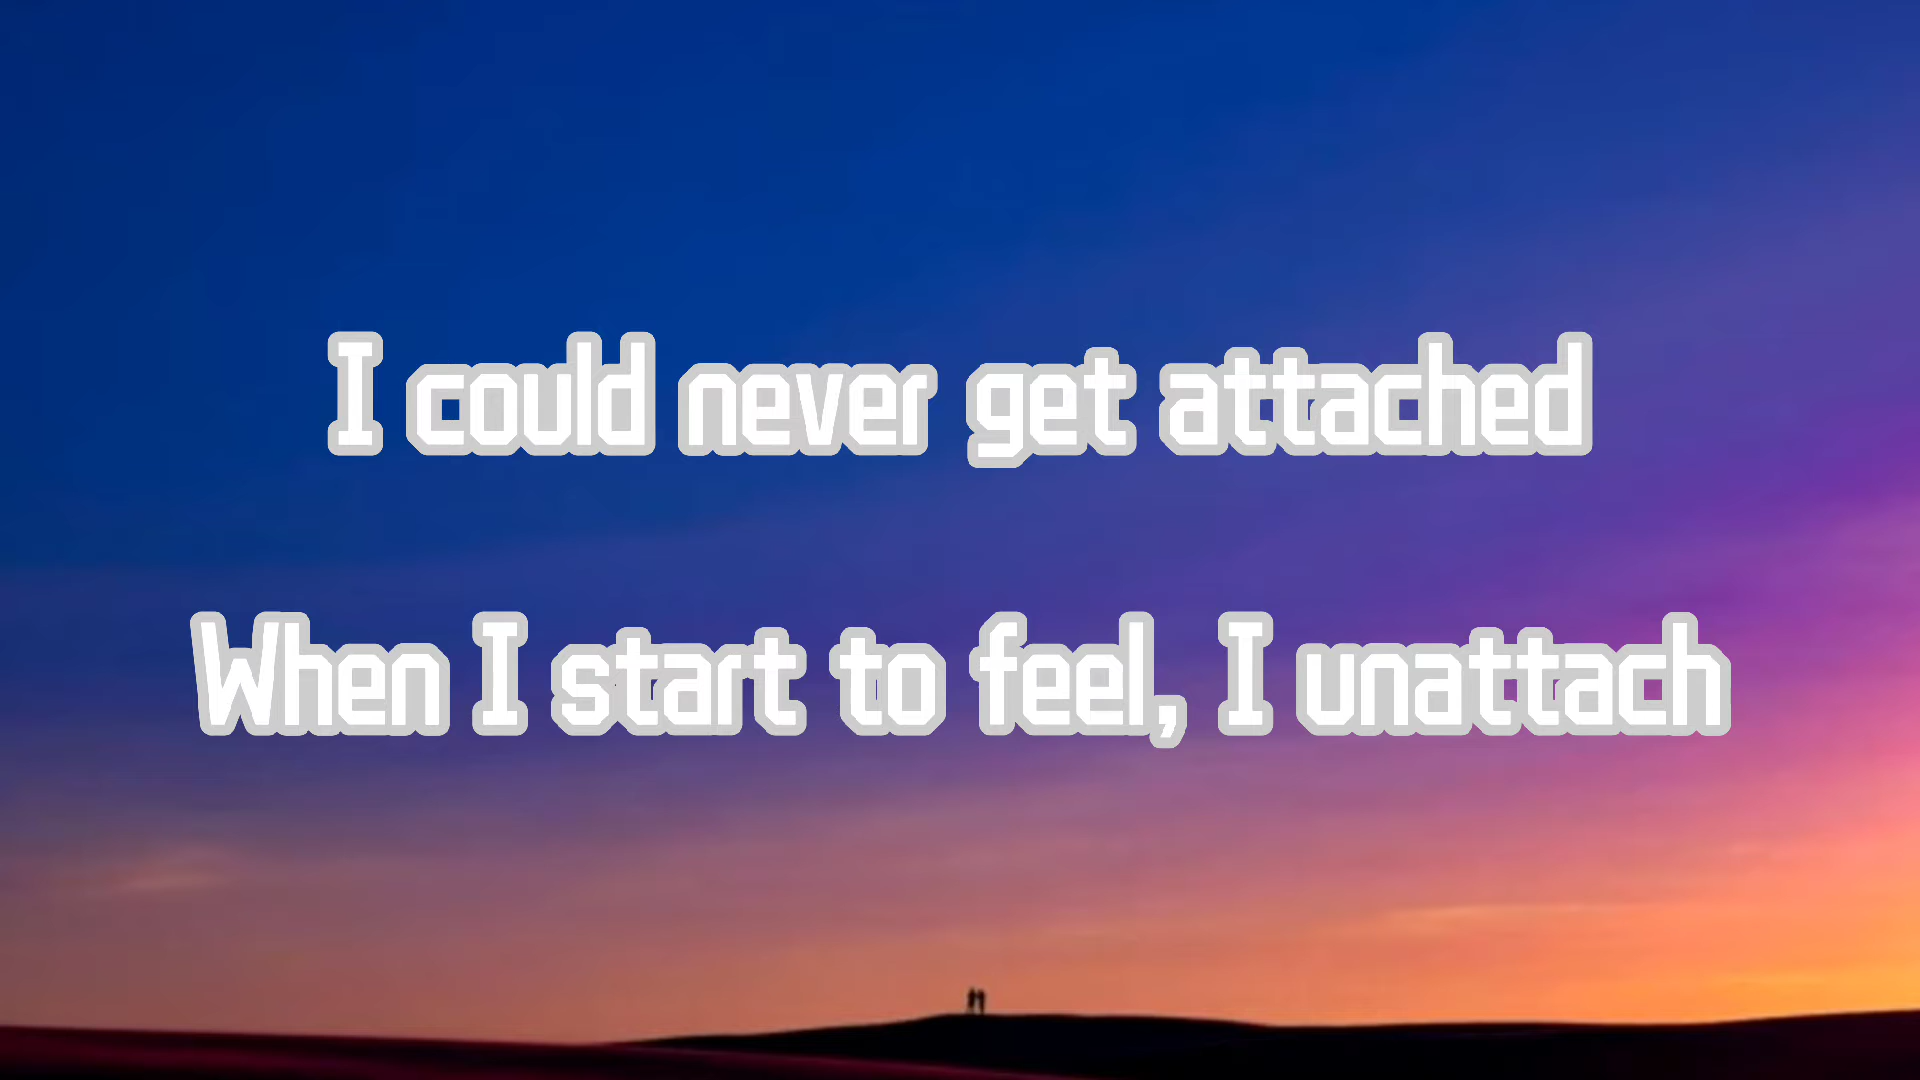 I could never get attached
When I start to feel, I unattach